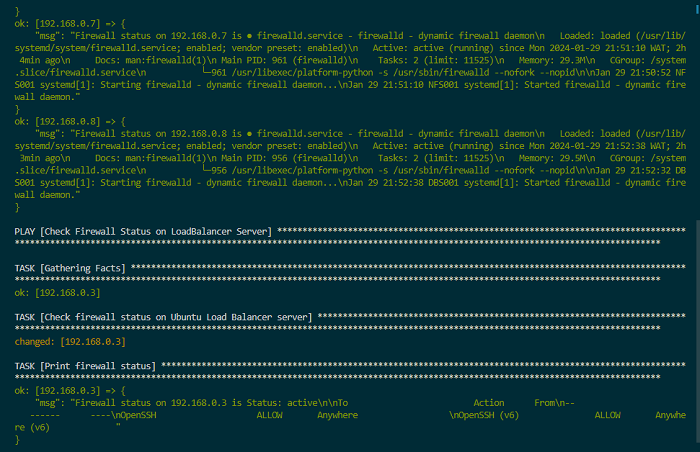 }
ok: [192.168.0.7] => {
    "msg": "Firewall status on 192.168.0.7 is ● firewalld.service - firewalld - dynamic firewall daemon\n   Loaded: loaded (/usr/lib/
systemd/system/firewalld.service; enabled; vendor preset: enabled)\n   Active: active (running) since Mon 2024-01-29 21:51:10 WAT; 2h
 4min ago\n     Docs: man:firewalld(1)\n Main PID: 961 (firewalld)\n    Tasks: 2 (limit: 11525)\n   Memory: 29.3M\n   CGroup: /system
.slice/firewalld.service\n           └─961 /usr/libexec/platform-python -s /usr/sbin/firewalld --nofork --nopid\n\nJan 29 21:50:52 NF
S001 systemd[1]: Starting firewalld - dynamic firewall daemon...\nJan 29 21:51:10 NFS001 systemd[1]: Started firewalld - dynamic fire
wall daemon."
}
ok: [192.168.0.8] => {
    "msg": "Firewall status on 192.168.0.8 is ● firewalld.service - firewalld - dynamic firewall daemon\n   Loaded: loaded (/usr/lib/
systemd/system/firewalld.service; enabled; vendor preset: enabled)\n   Active: active (running) since Mon 2024-01-29 21:52:38 WAT; 2h
 3min ago\n     Docs: man:firewalld(1)\n Main PID: 956 (firewalld)\n    Tasks: 2 (limit: 11525)\n   Memory: 29.5M\n   CGroup: /system
.slice/firewalld.service\n           └─956 /usr/libexec/platform-python -s /usr/sbin/firewalld --nofork --nopid\n\nJan 29 21:52:32 DB
S001 systemd[1]: Starting firewalld - dynamic firewall daemon...\nJan 29 21:52:38 DBS001 systemd[1]: Started firewalld - dynamic fire
wall daemon."
}
PLAY [Check Firewall Status on LoadBalancer Server] **********************************************************************************
*********************************************************************************************************************************
TASK [Gathering Facts] ***************************************************************************************************************
*********************************************************************************************************************************
ok: [192.168.0.3]
TASK [Check firewall status on Ubuntu Load Balancer server] **************************************************************************
*********************************************************************************************************************************
changed: [192.168.0.3]
TASK [Print firewall status] *********************************************************************************************************
*********************************************************************************************************************************
ok: [192.168.0.3] => {
    "msg": "Firewall status on 192.168.0.3 is Status: active\n\nTo                         Action      From\n--
   ------      ----\nOpenSSH                    ALLOW       Anywhere                  \nOpenSSH (v6)               ALLOW       Anywhe
re (v6)             "
}